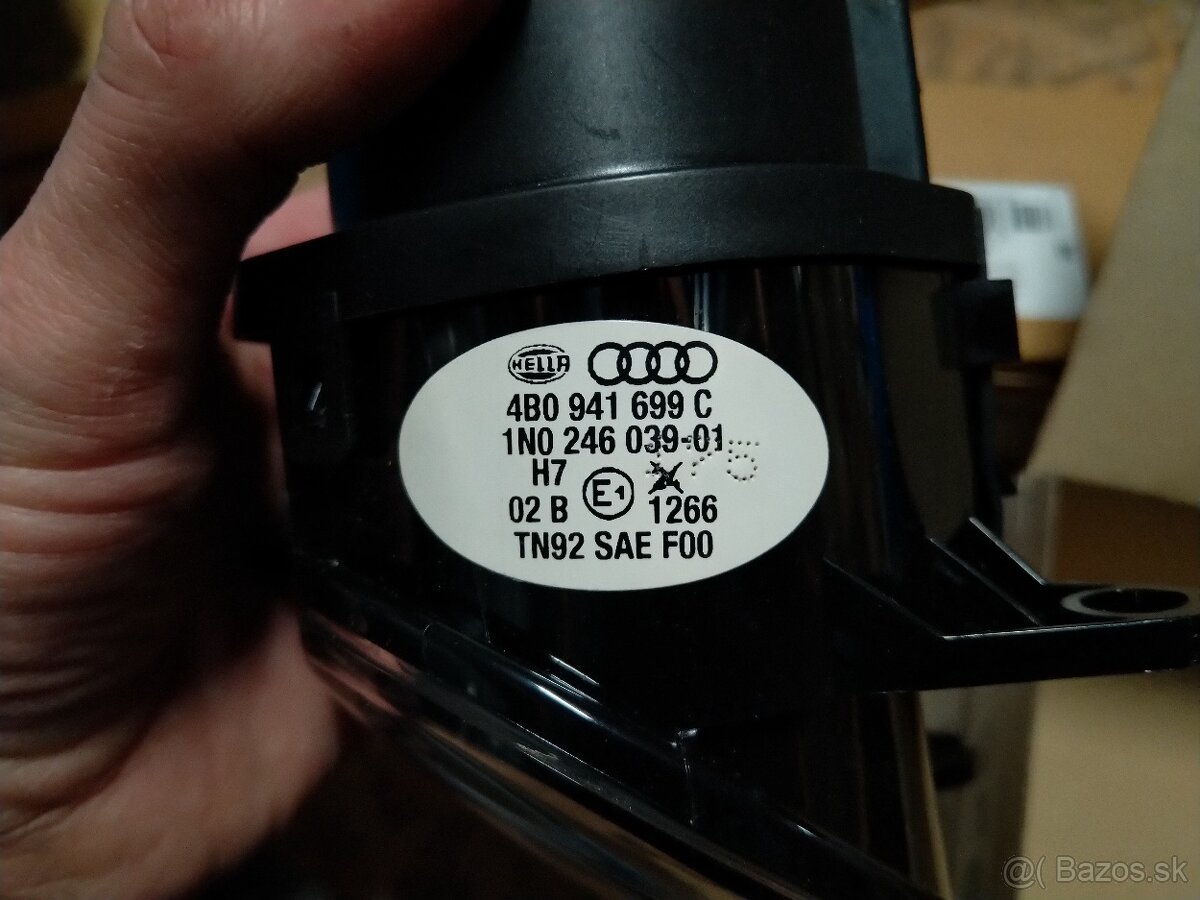 HELLA
4B0 941 699 C
1N0 246 039-01
H7
02 B E1 1266
TN92 SAE F00
@( Bazos.sk